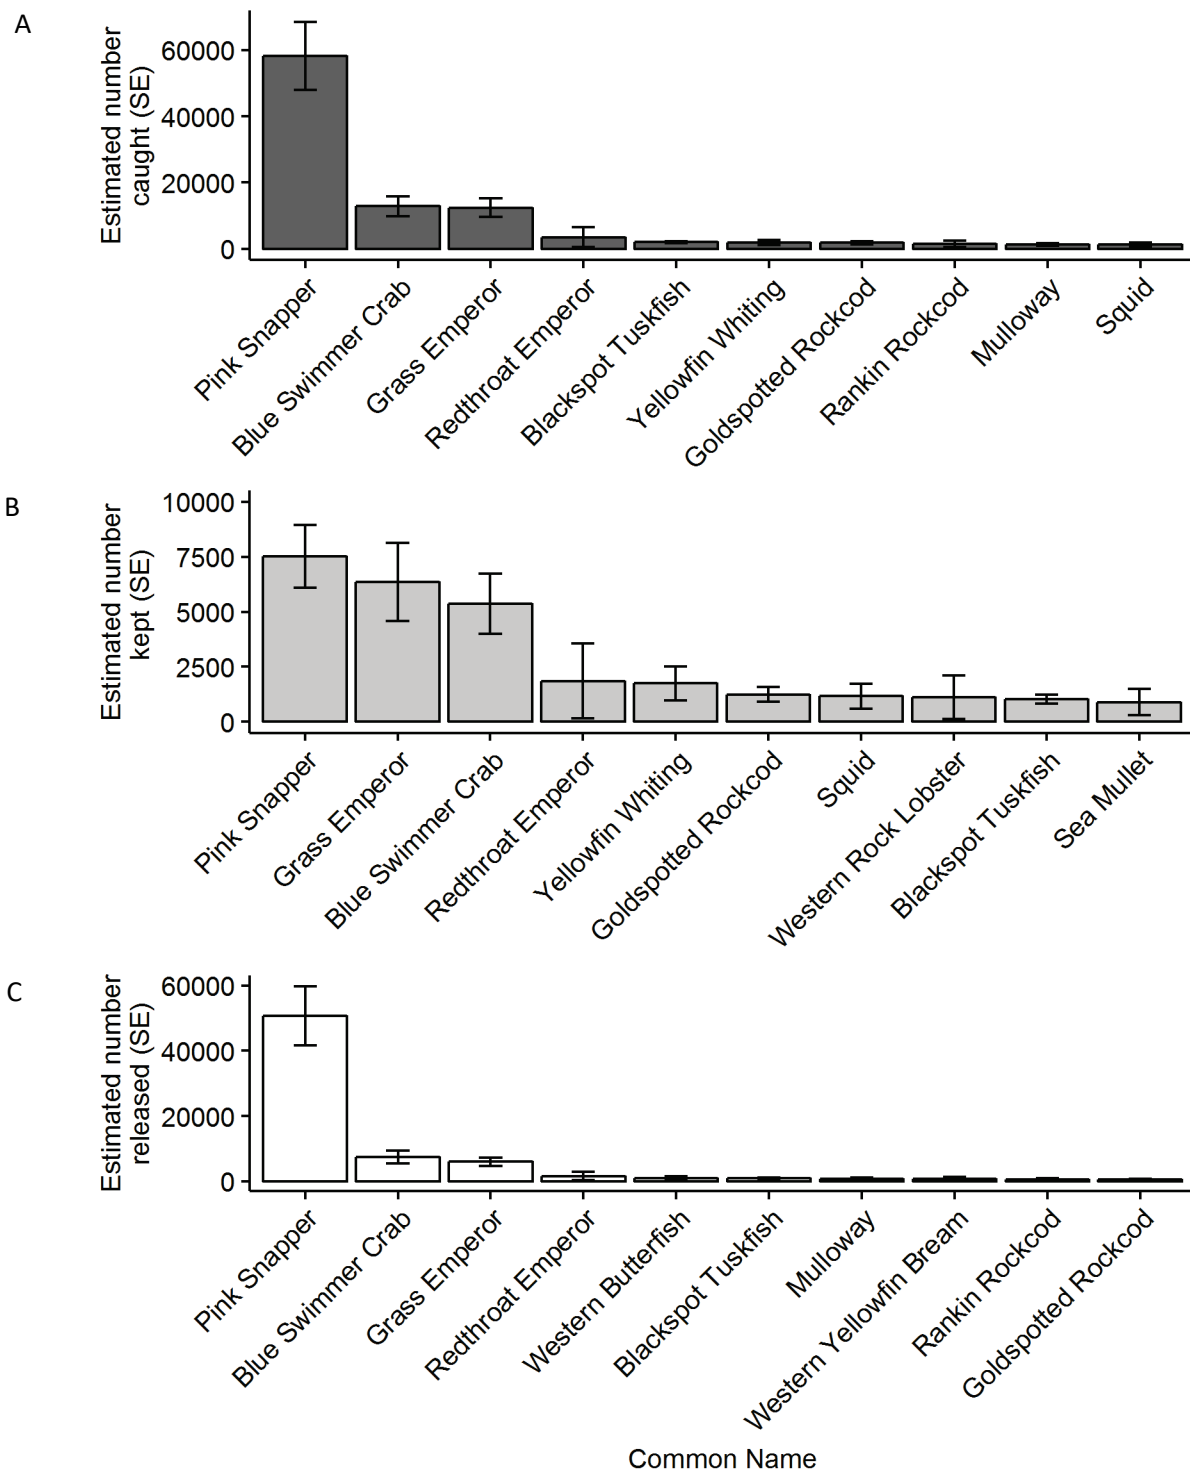 A
Estimated number
caught (SE)
60000
40000
20000
0
Pink Snapper
Blue Swimmer Crab
Grass Emperor
Redthroat Emperor
Blackspot Tuskfish
Yellowfin Whiting
Goldspotted Rockcod
Rankin Rockcod
Mulloway
Squid
B
Estimated number
kept (SE)
10000
7500
5000
2500
0
Pink Snapper
Grass Emperor
Blue Swimmer Crab
Redthroat Emperor
Yellowfin Whiting
Goldspotted Rockcod
Squid
Western Rock Lobster
Blackspot Tuskfish
Sea Mullet
C
Estimated number
released (SE)
60000
40000
20000
0
Pink Snapper
Blue Swimmer Crab
Grass Emperor
Redthroat Emperor
Western Butterfish
Blackspot Tuskfish
Mulloway
Western Yellowfin Bream
Rankin Rockcod
Goldspotted Rockcod
Common Name